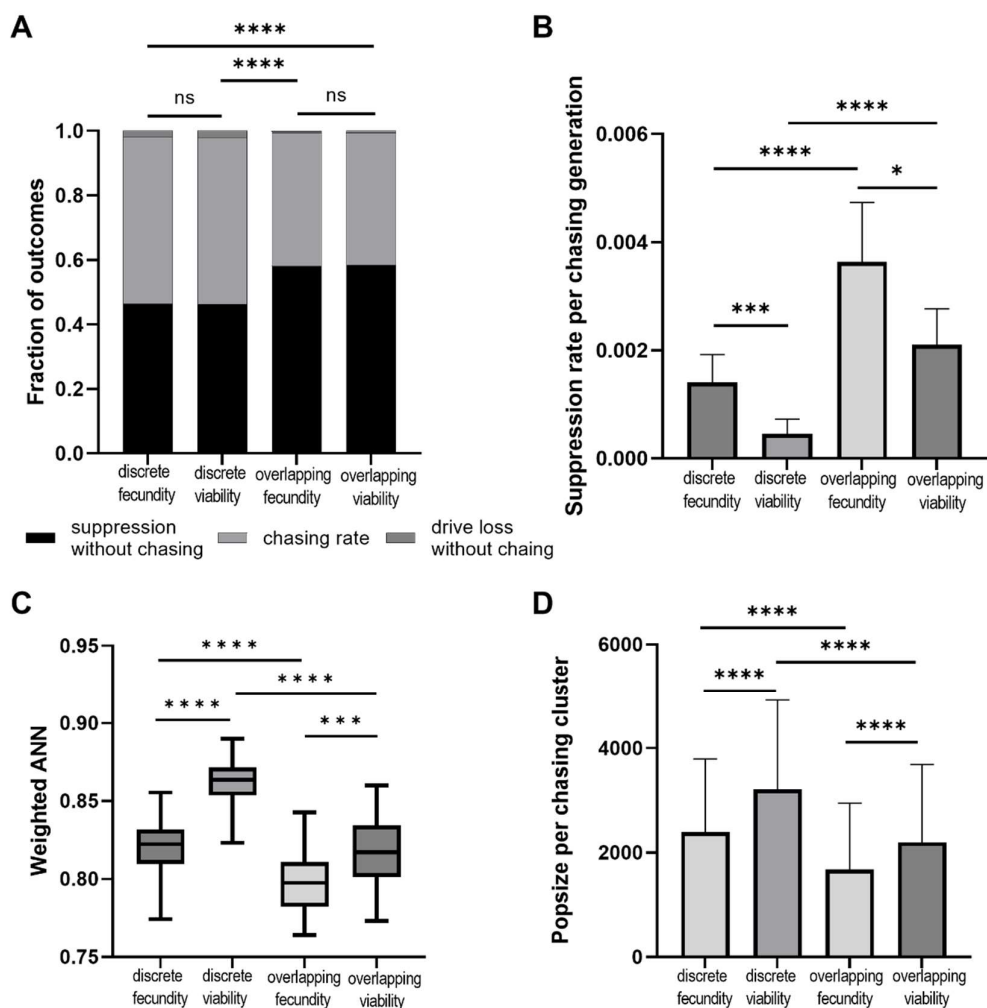 A
****
****
ns
ns
Fraction of outcomes
1.0
0.8
0.6
0.4
0.2
0.0
discrete
fecundity
discrete
viability
overlapping
fecundity
overlapping
viability
suppression
without chasing
chasing rate
drive loss
without chaing
B
****
****
*
***
Suppression rate per chasing generation
0.006
0.004
0.002
0.000
discrete
fecundity
discrete
viability
overlapping
fecundity
overlapping
viability
C
****
****
****
***
Weighted ANN
0.95
0.90
0.85
0.80
0.75
discrete
fecundity
discrete
viability
overlapping
fecundity
overlapping
viability
D
****
****
****
****
Popsize per chasing cluster
6000
4000
2000
0
discrete
fecundity
discrete
viability
overlapping
fecundity
overlapping
viability